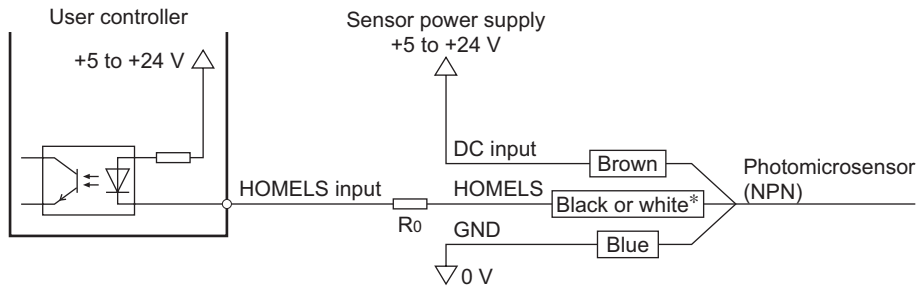 User controller
Sensor power supply
+5 to +24 V
+5 to +24 V
DC input
Brown
Photomicrosensor
(NPN)
HOMELS input
HOMELS
Black or white*
R0
GND
Blue
0 V